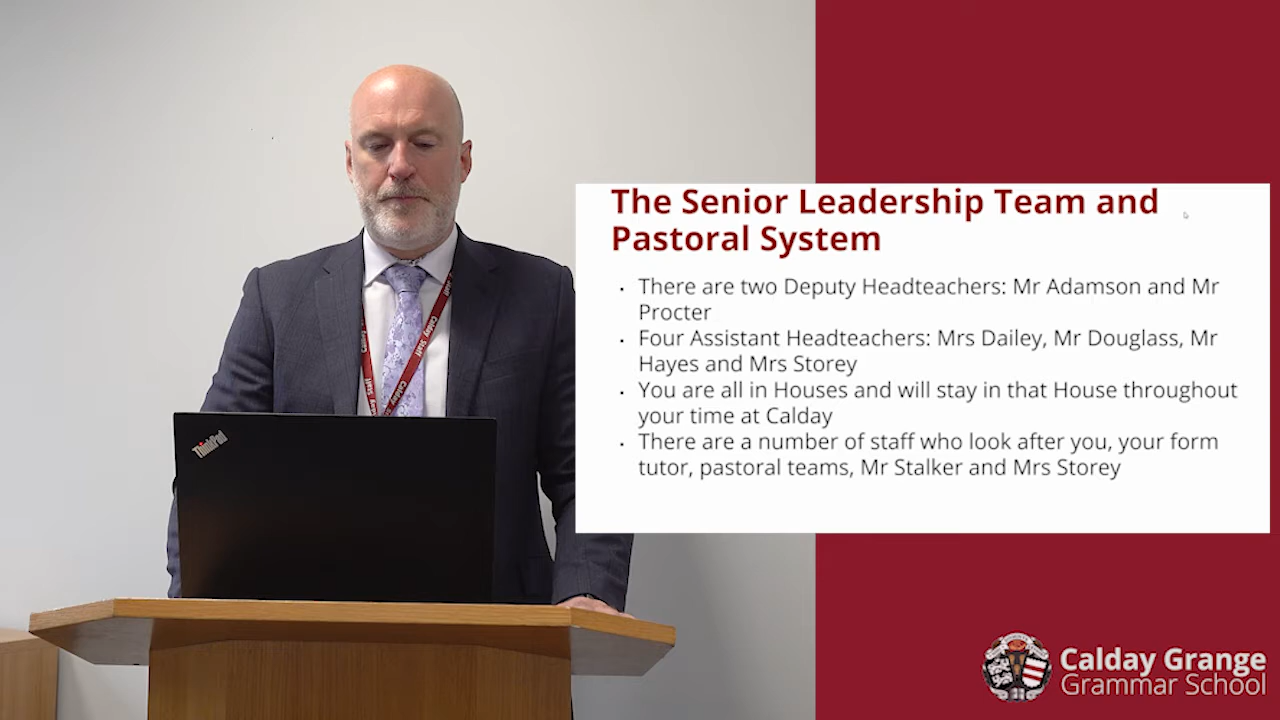 The Senior Leadership Team and
Pastoral System
· There are two Deputy Headteachers: Mr Adamson and Mr
Procter
· Four Assistant Headteachers: Mrs Dailey, Mr Douglass, Mr
Hayes and Mrs Storey
· You are all in Houses and will stay in that House throughout
your time at Calday
· There are a number of staff who look after you, your form
tutor, pastoral teams, Mr Stalker and Mrs Storey
Calday Staff
ThinkPad
Calday Grange
Grammar School